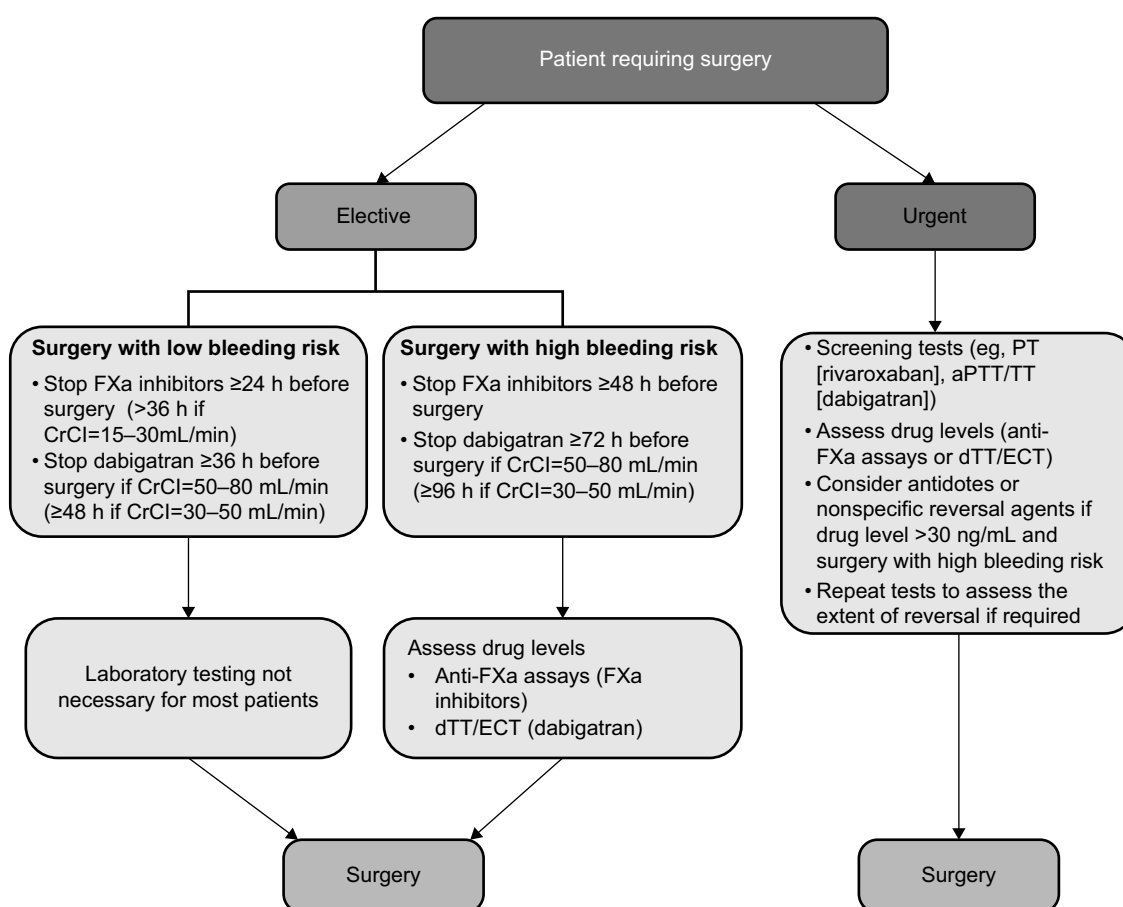 Patient requiring surgery
Elective
Urgent
Surgery with low bleeding risk
• Stop FXa inhibitors ≥24 h before
surgery (>36 h if
CrCI=15–30mL/min)
• Stop dabigatran ≥36 h before
surgery if CrCI=50–80 mL/min
(≥48 h if CrCI=30–50 mL/min)
Surgery with high bleeding risk
• Stop FXa inhibitors ≥48 h before
surgery
• Stop dabigatran ≥72 h before
surgery if CrCI=50–80 mL/min
(≥96 h if CrCI=30–50 mL/min)
• Screening tests (eg, PT
[rivaroxaban], aPTT/TT
[dabigatran])
• Assess drug levels (anti-
FXa assays or dTT/ECT)
• Consider antidotes or
nonspecific reversal agents if
drug level >30 ng/mL and
surgery with high bleeding risk
• Repeat tests to assess the
extent of reversal if required
Laboratory testing not
necessary for most patients
Assess drug levels
• Anti-FXa assays (FXa
inhibitors)
• dTT/ECT (dabigatran)
Surgery
Surgery